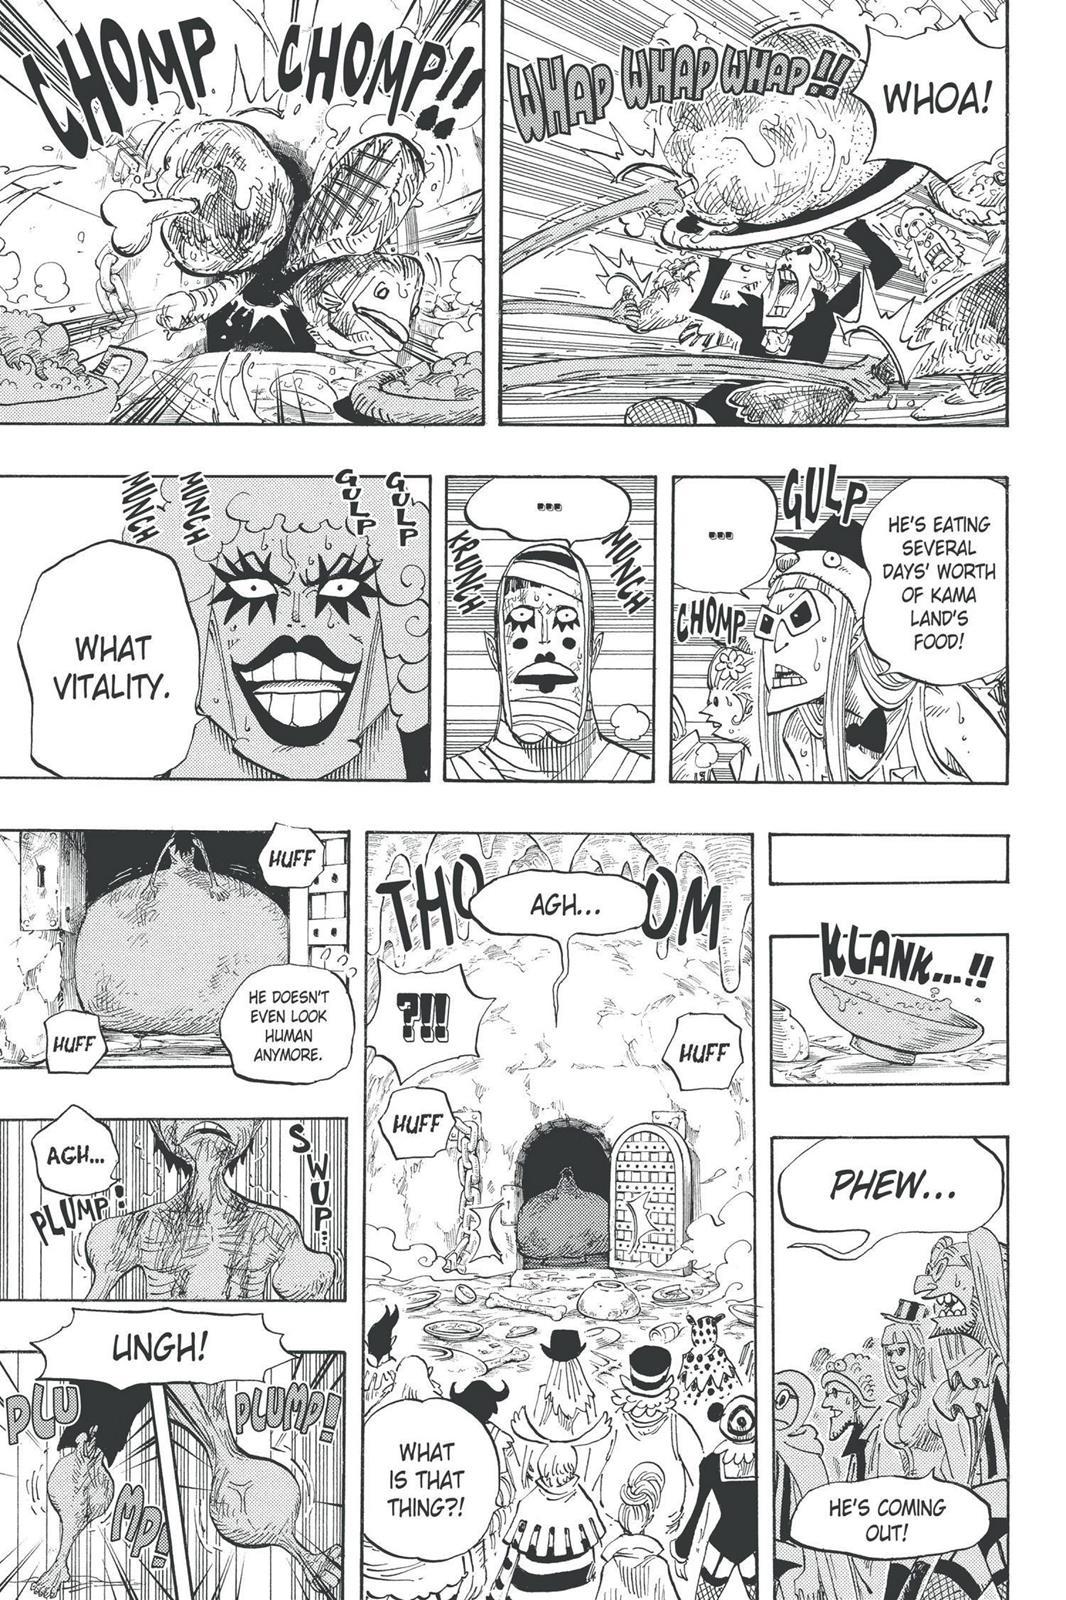 WHAP WHAP WHAP!!
WHOA!
CHOMP CHOMP!!
HE'S EATING
SEVERAL
DAYS' WORTH
OF KAMA
LAND'S
FOOD!
GULP
...
CHOMP
...
MUNCH
KRUNCH
GULP
GULP
MUNCH
MUNCH
WHAT
VITALITY.
KLANK....!!
PHEW...
HE'S COMING
OUT!
AGH...
?!!
HUFF
HUFF
WHAT
IS THAT
THING?!
HUFF
HE DOESN'T
EVEN LOOK
HUMAN
ANYMORE.
HUFF
AGH...
SWUP...
PLUMP!
UNGH!
PLUMP!
PLU
MP!